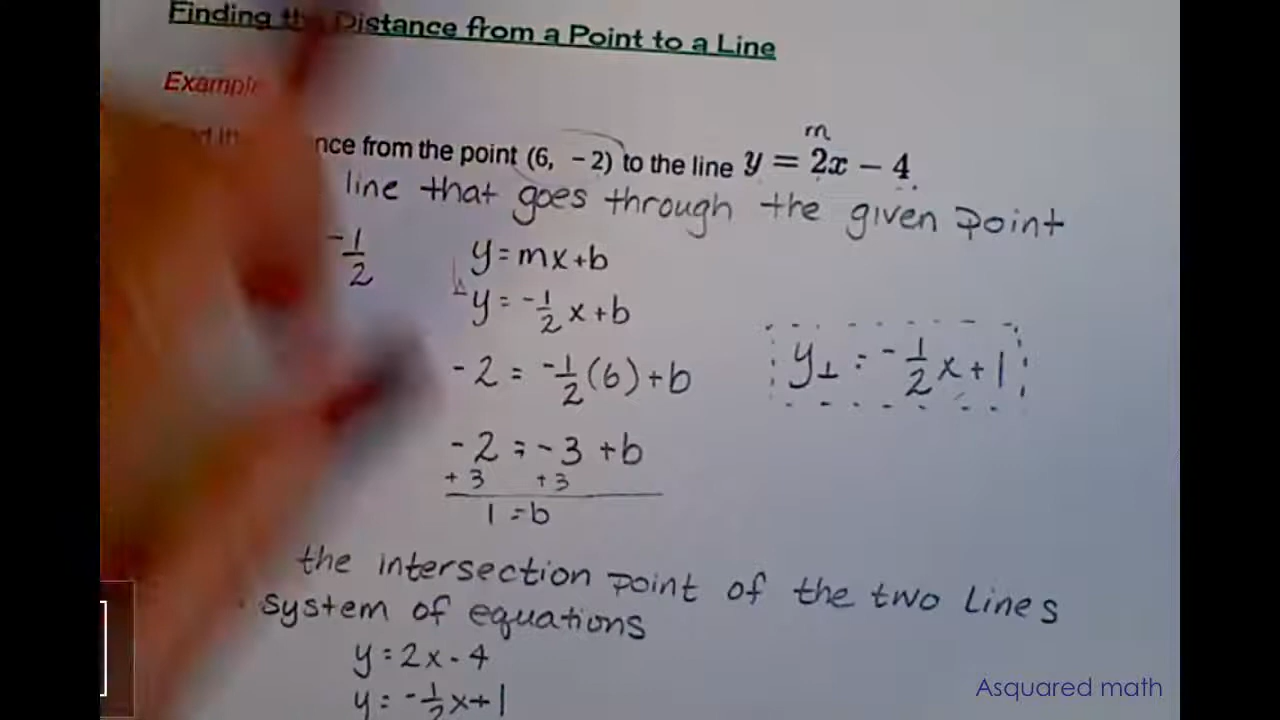 Finding the Distance from a Point to a Line
Example
distance from the point (6, -2) to the line y = 2x - 4
m
line that goes through the given point
-1/2
y = mx + b
⊥ y = -1/2 x + b
-2 = -1/2 (6) + b
y⊥ = -1/2 x + 1
-2 = -3 + b
+3 +3
1 = b
the intersection point of the two lines
system of equations
y = 2x - 4
y = -1/2 x + 1
Asquared math